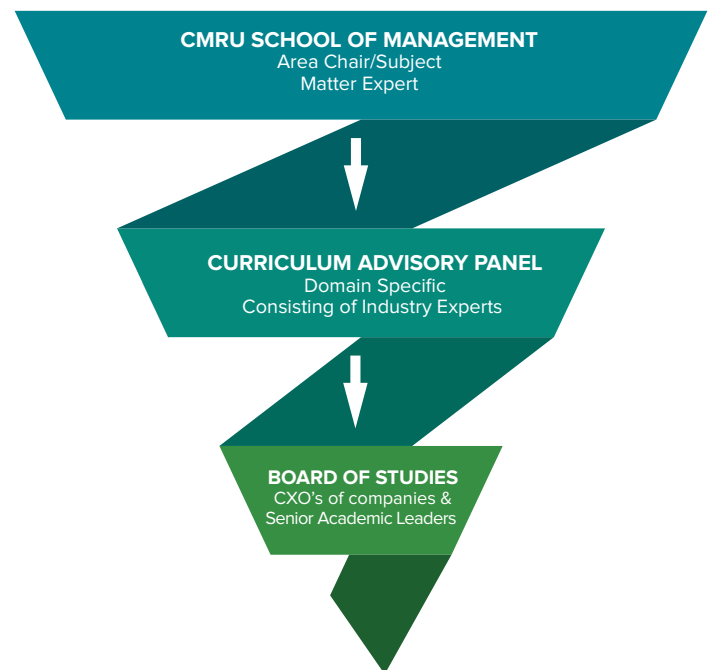 CMRU SCHOOL OF MANAGEMENT
Area Chair/Subject
Matter Expert
CURRICULUM ADVISORY PANEL
Domain Specific
Consisting of Industry Experts
BOARD OF STUDIES
CXO’s of companies &
Senior Academic Leaders